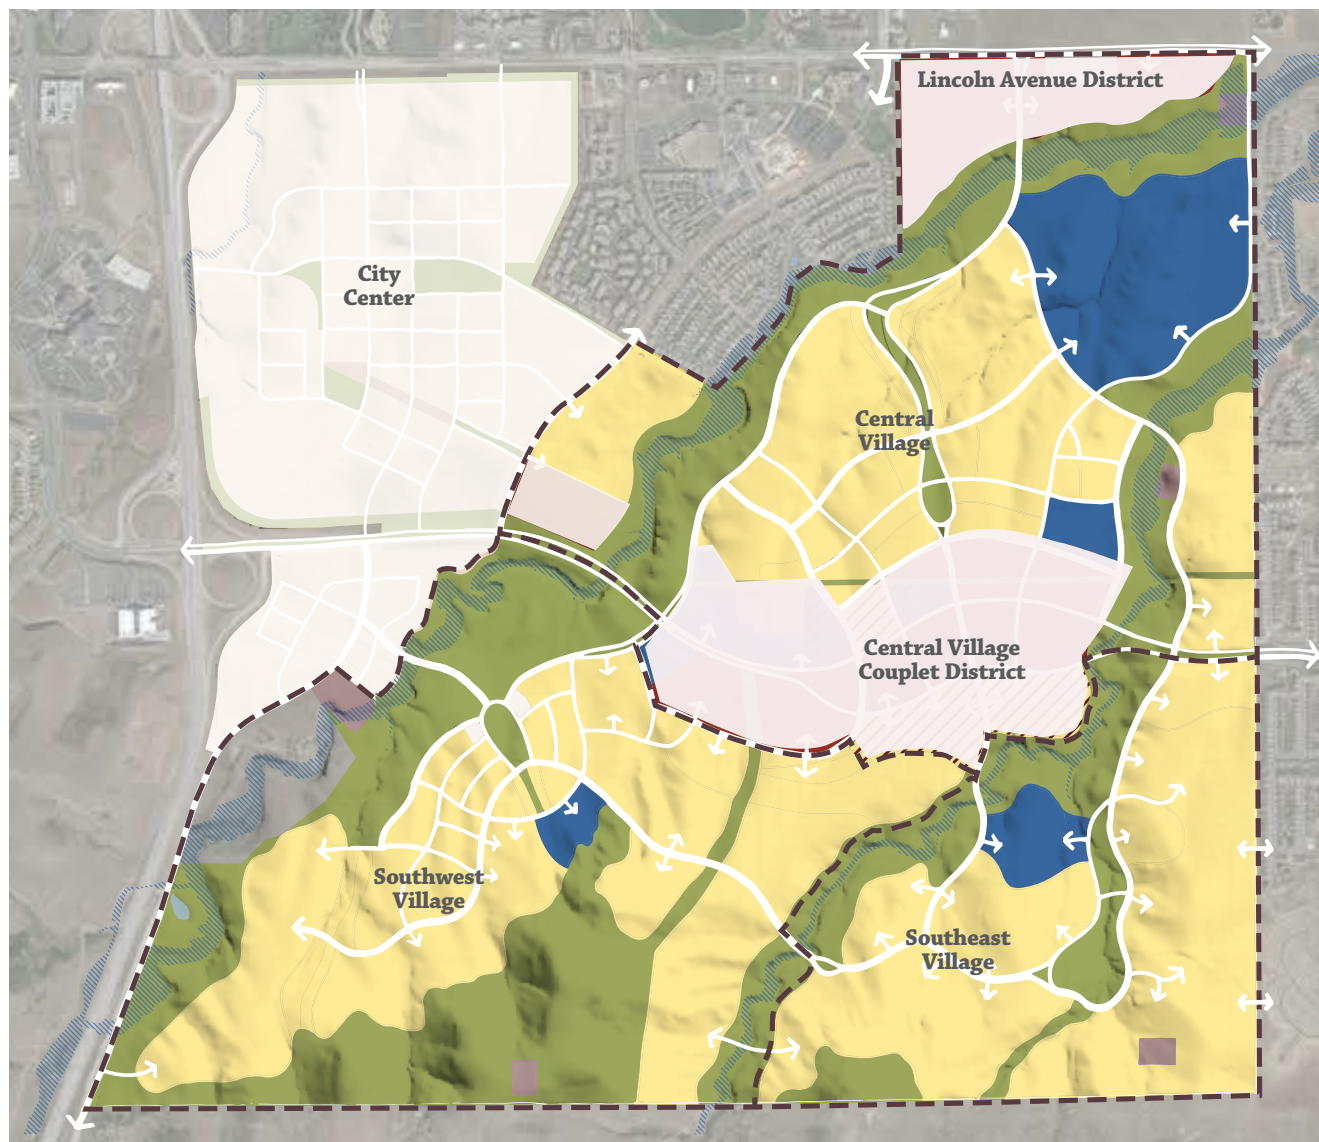 Lincoln Avenue District
City
Center
Central
Village
Central Village
Couplet District
Southwest
Village
Southeast
Village